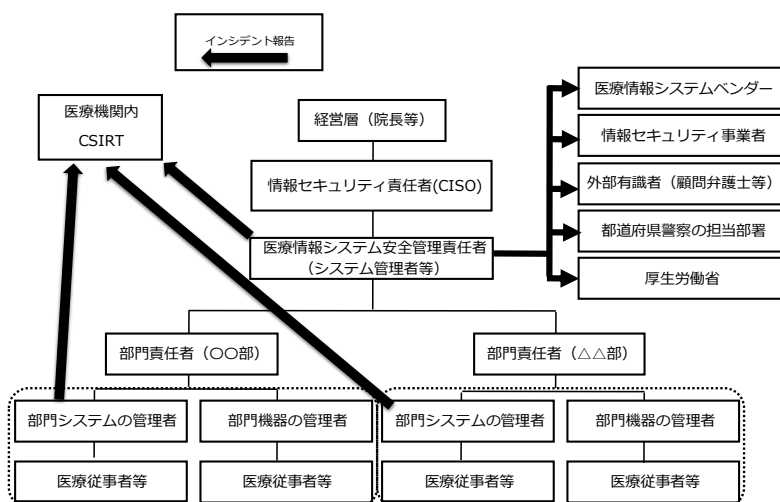 インシデント報告
医療機関内
CSIRT
経営層（院長等）
情報セキュリティ責任者(CISO)
医療情報システム安全管理責任者
（システム管理者等）
医療情報システムベンダー
情報セキュリティ事業者
外部有識者（顧問弁護士等）
都道府県警察の担当部署
厚生労働省
部門責任者（〇〇部）
部門責任者（△△部）
部門システムの管理者
部門機器の管理者
部門システムの管理者
部門機器の管理者
医療従事者等
医療従事者等
医療従事者等
医療従事者等